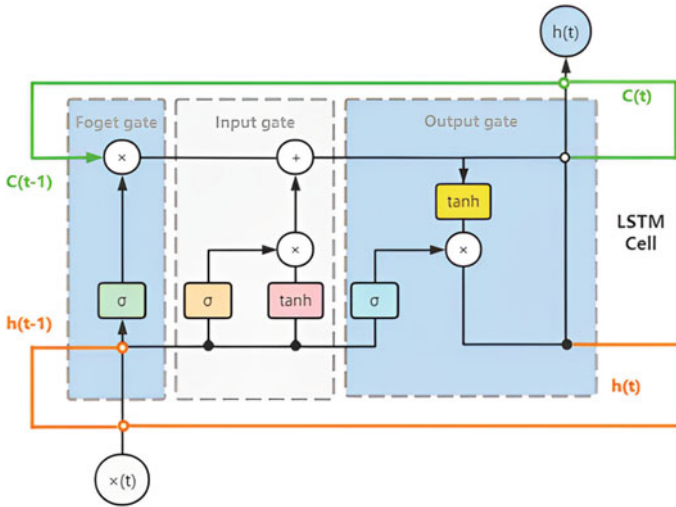 h(t)
C(t)
Foget gate
Input gate
Output gate
×
+
C(t-1)
tanh
LSTM
Cell
×
×
σ
σ
tanh
σ
h(t-1)
h(t)
×(t)